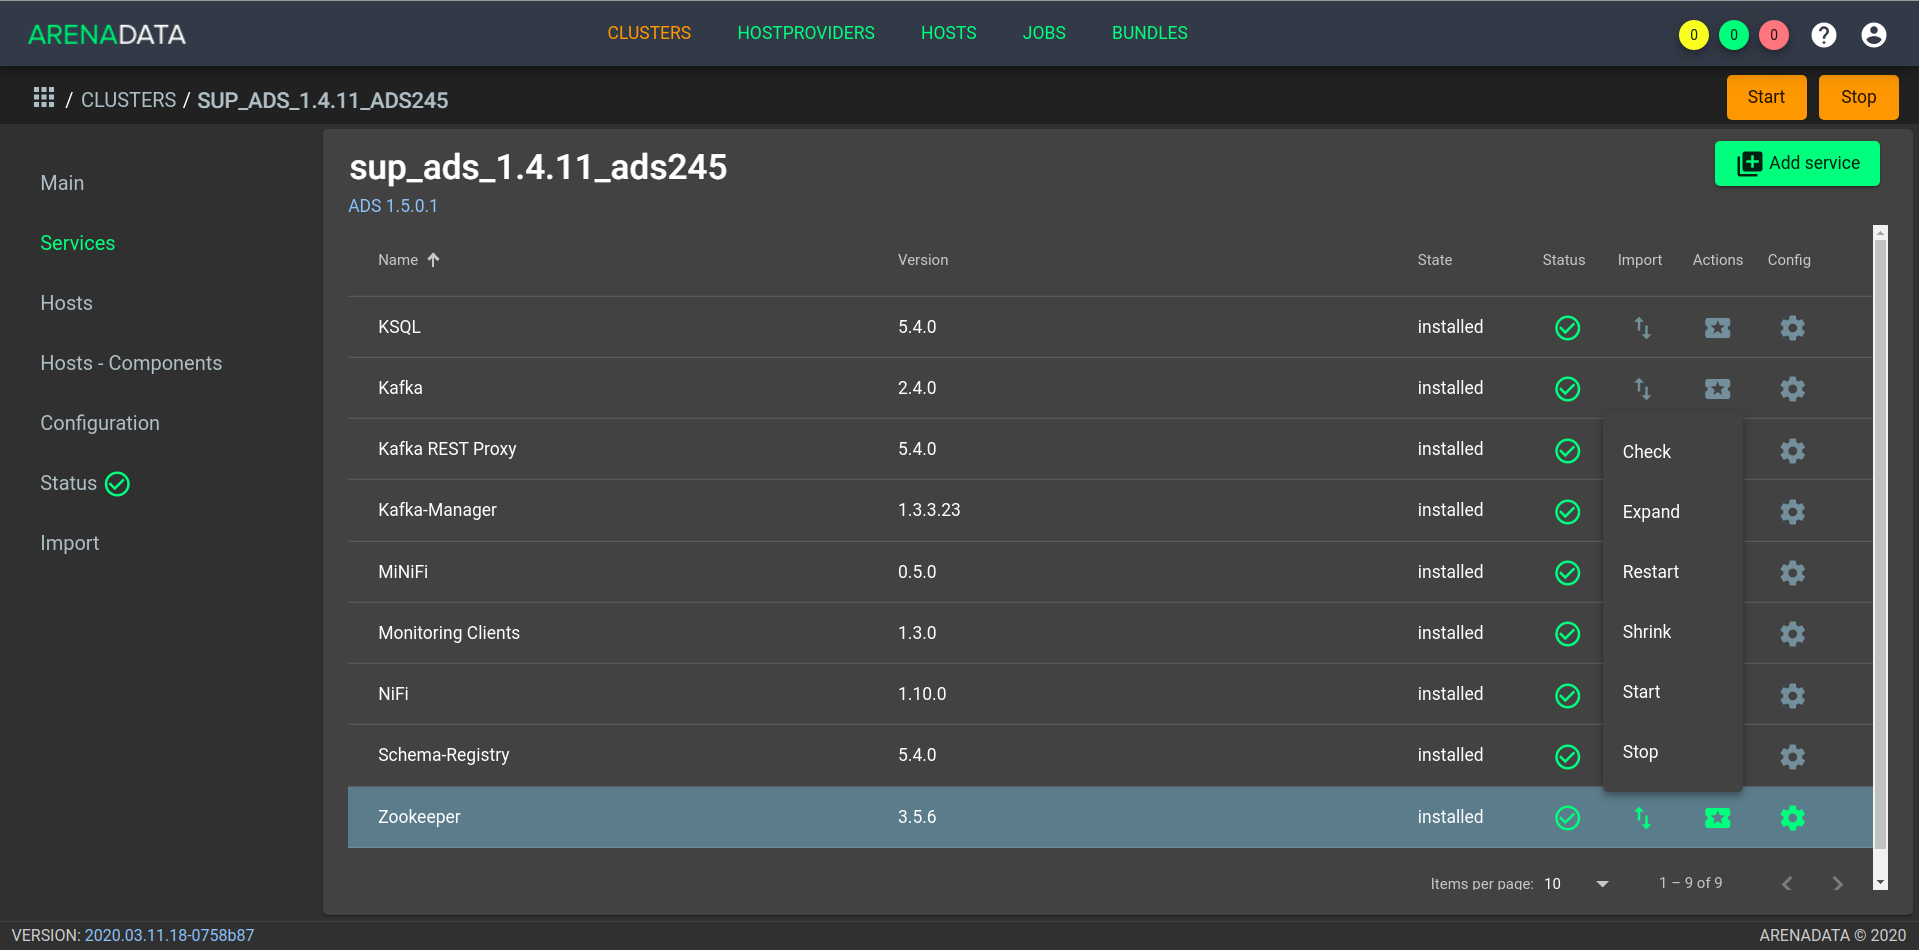 ARENADATA CLUSTERS HOSTPROVIDERS HOSTS JOBS BUNDLES 0 0 0
/ CLUSTERS / SUP_ADS_1.4.11_ADS245 Start Stop
Main
Services
Hosts
Hosts - Components
Configuration
Status
Import
sup_ads_1.4.11_ads245
Add service
ADS 1.5.0.1
Name Version State Status Import Actions Config
KSQL 5.4.0 installed
Kafka 2.4.0 installed
Kafka REST Proxy 5.4.0 installed
Kafka-Manager 1.3.3.23 installed
MiNiFi 0.5.0 installed
Monitoring Clients 1.3.0 installed
NiFi 1.10.0 installed
Schema-Registry 5.4.0 installed
Zookeeper 3.5.6 installed
Check
Expand
Restart
Shrink
Start
Stop
Items per page: 10 1 – 9 of 9
VERSION: 2020.03.11.18-0758b87 ARENADATA © 2020